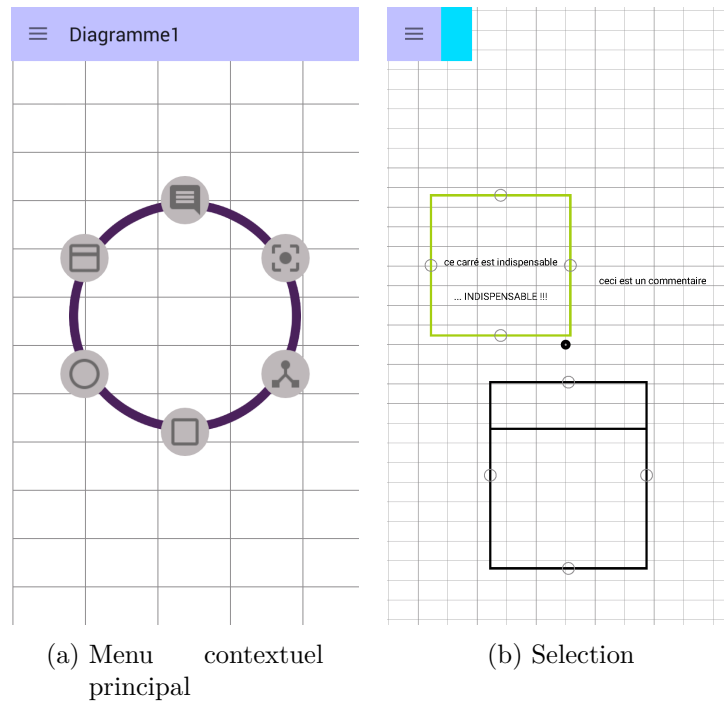 Diagramme1
ce carré est indispensable
... INDISPENSABLE !!!
ceci est un commentaire
(a) Menu contextuel
principal
(b) Selection